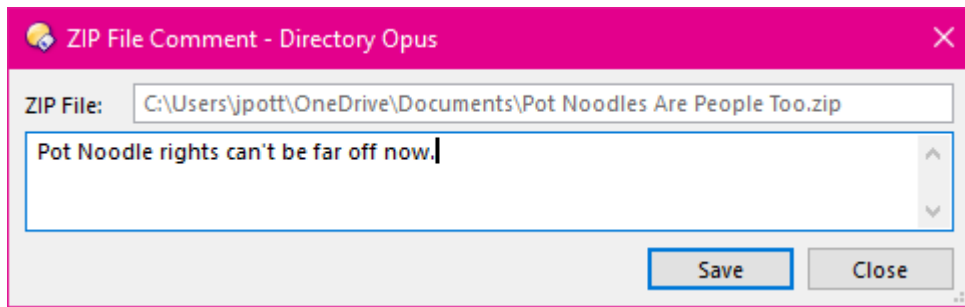 ZIP File Comment - Directory Opus
ZIP File: C:\Users\jpott\OneDrive\Documents\Pot Noodles Are People Too.zip
Pot Noodle rights can't be far off now.
Save Close